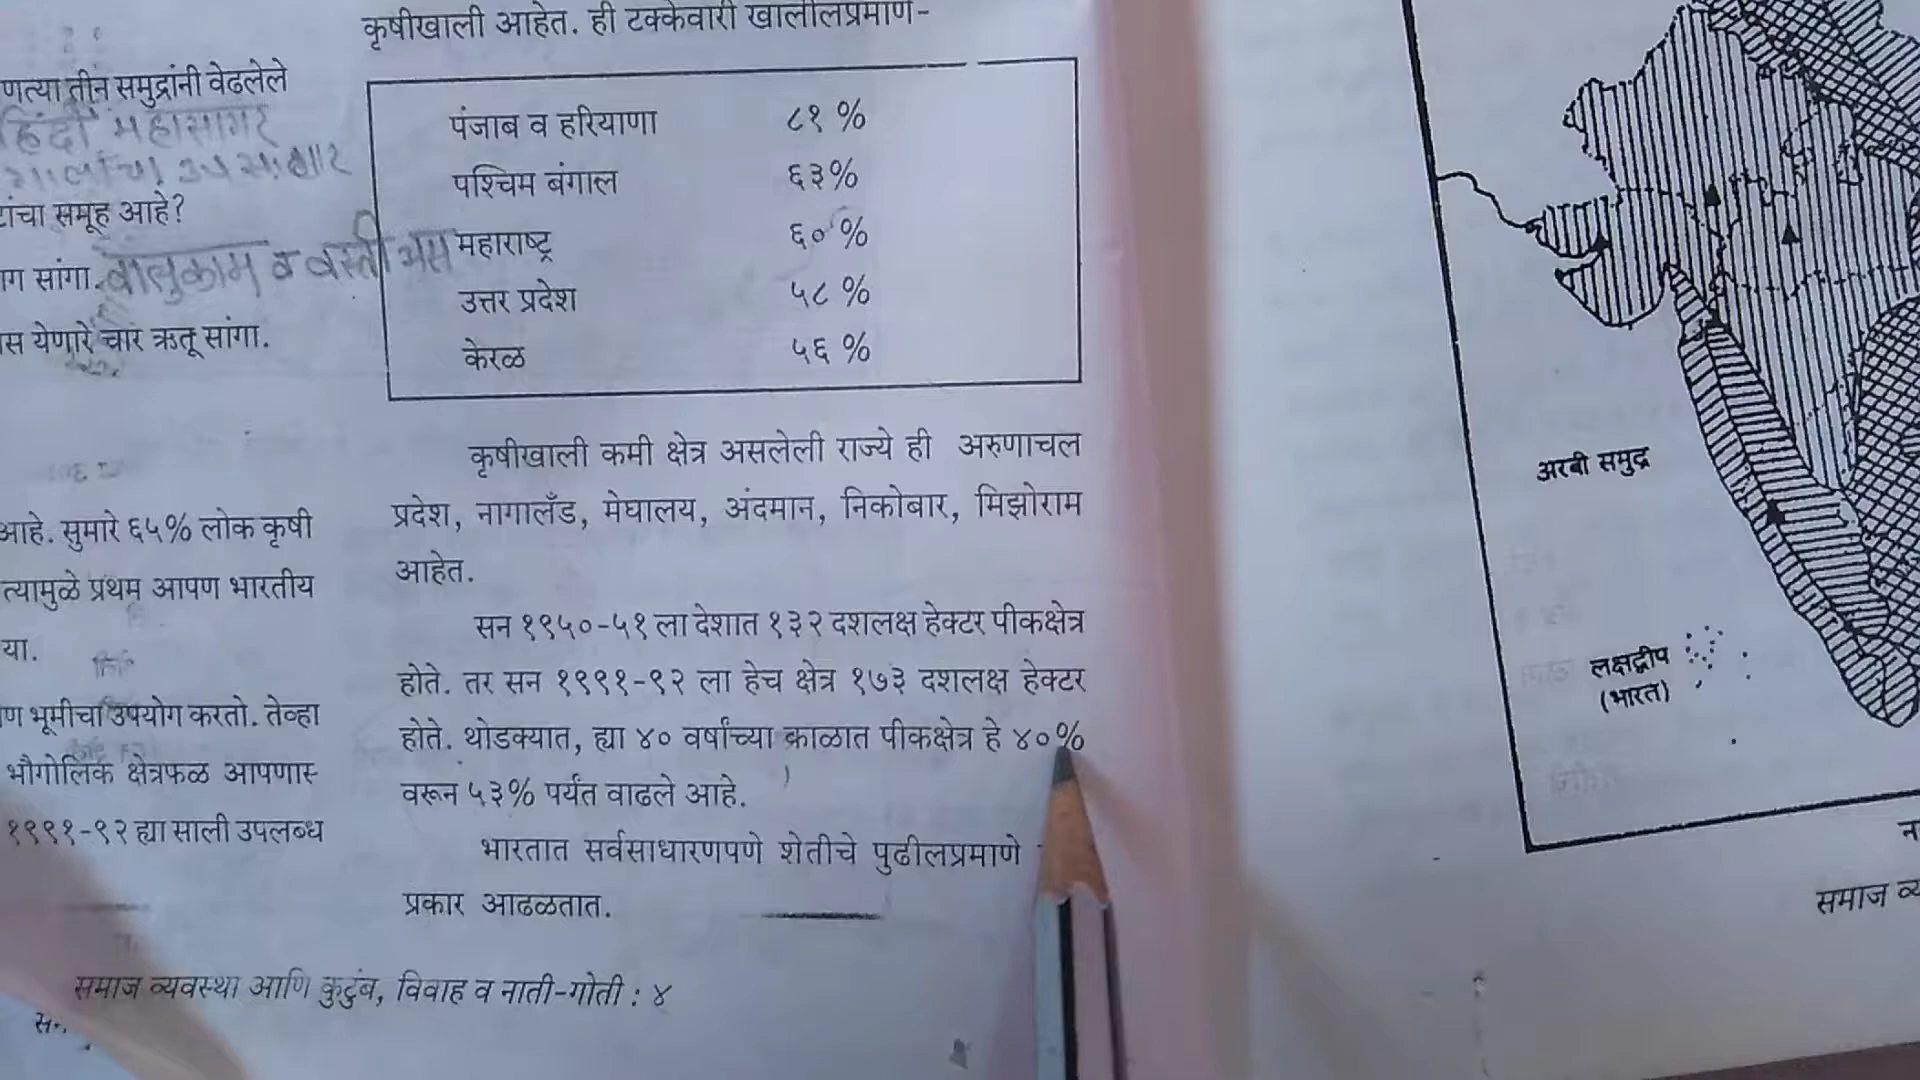 णत्या तीन समुद्रांनी वेढलेले
हिंदी महासागर
टांचा समूह आहे?
ग सांगा. वालुकाम व वस्ती
स येणारे चार ऋतू सांगा.
आहे. सुमारे ६५% लोक कृषी
त्यामुळे प्रथम आपण भारतीय
या.
ण भूमीचा उपयोग करतो. तेव्हा
भौगोलिक क्षेत्रफळ आपणास
१९९१-९२ ह्या साली उपलब्ध
कृषीखाली आहेत. ही टक्केवारी खालीलप्रमाणे-
पंजाब व हरियाणा ८१ %
पश्चिम बंगाल ६३%
महाराष्ट्र ६० %
उत्तर प्रदेश ५८ %
केरळ ५६ %
कृषीखाली कमी क्षेत्र असलेली राज्ये ही अरुणाचल
प्रदेश, नागालँड, मेघालय, अंदमान, निकोबार, मिझोराम
आहेत.
सन १९५०-५१ ला देशात १३२ दशलक्ष हेक्टर पीकक्षेत्र
होते. तर सन १९९१-९२ ला हेच क्षेत्र १७३ दशलक्ष हेक्टर
होते. थोडक्यात, ह्या ४० वर्षांच्या काळात पीकक्षेत्र हे ४०%
वरून ५३% पर्यंत वाढले आहे.
भारतात सर्वसाधारणपणे शेतीचे पुढीलप्रमाणे
प्रकार आढळतात.
समाज व्यवस्था आणि कुटुंब, विवाह व नाती-गोती : ४
अरबी समुद्र
लक्षद्वीप
(भारत)
न
समाज व्य